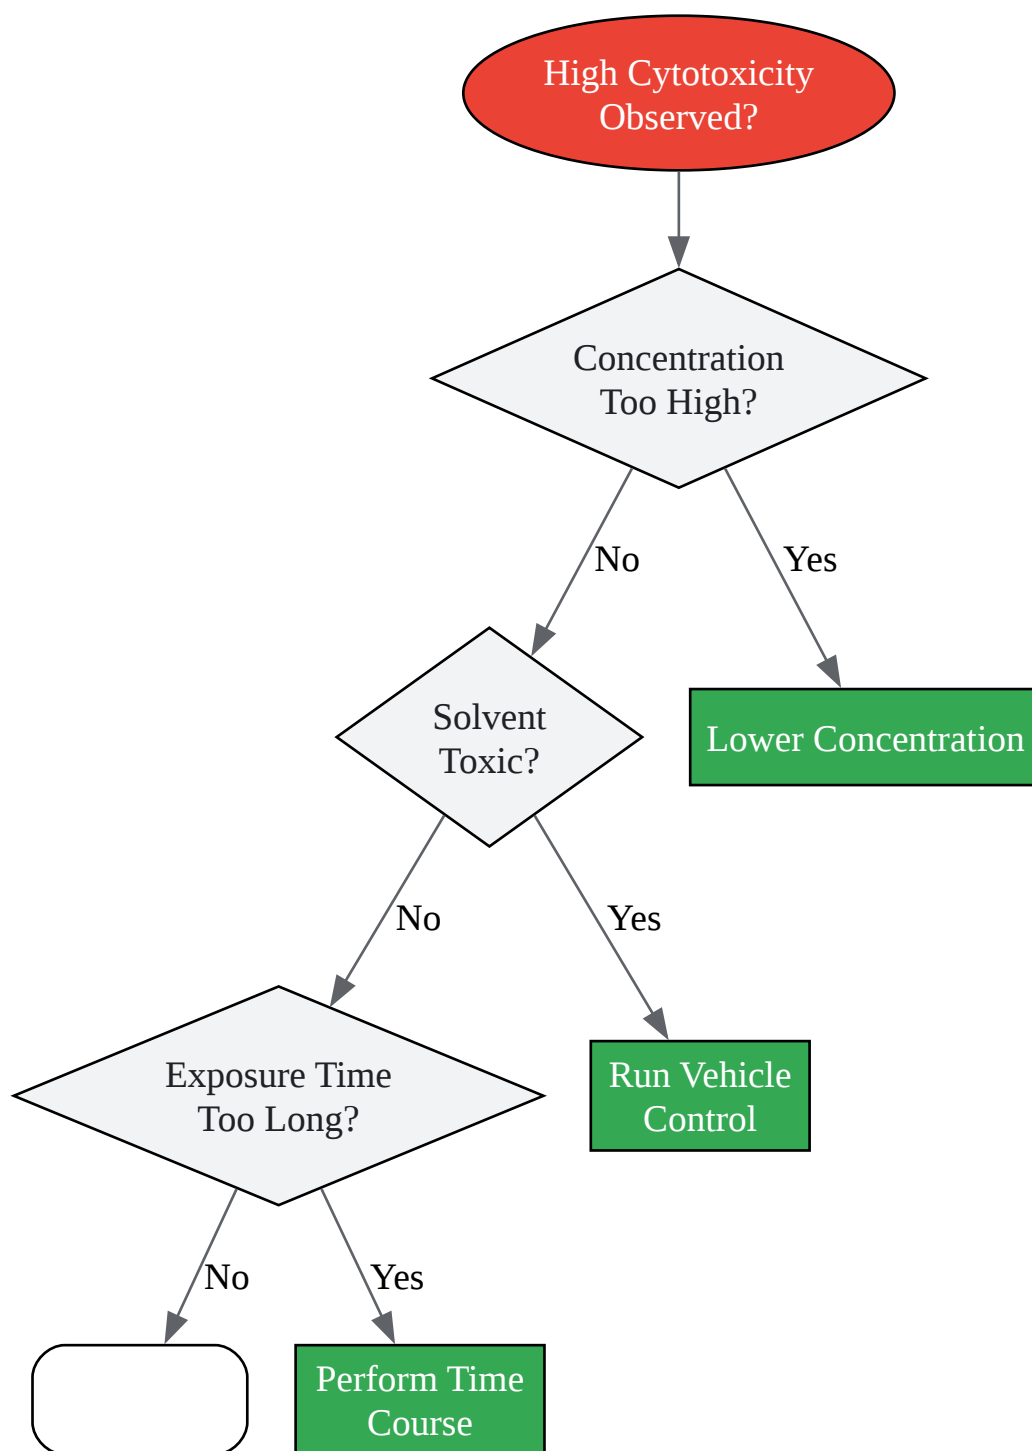 High Cytotoxicity
Observed?
Concentration
Too High?
No
Yes
Solvent
Toxic?
Lower Concentration
No
Yes
Exposure Time
Too Long?
Run Vehicle
Control
No
Yes
Perform Time
Course